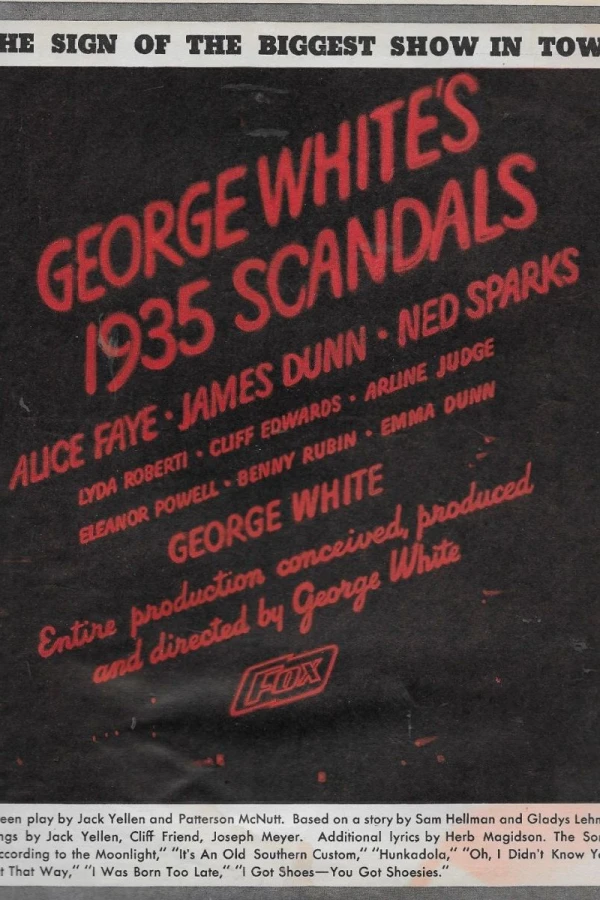 HE SIGN OF THE BIGGEST SHOW IN TOW
GEORGE WHITE'S
1935 SCANDALS
ALICE FAYE · JAMES DUNN · NED SPARKS
LYDA ROBERTI · CLIFF EDWARDS · ARLINE JUDGE
ELEANOR POWELL · BENNY RUBIN · EMMA DUNN
GEORGE WHITE
Entire production conceived, produced
and directed by George White
FOX
een play by Jack Yellen and Patterson McNutt. Based on a story by Sam Hellman and Gladys Lehm
ngs by Jack Yellen, Cliff Friend, Joseph Meyer. Additional lyrics by Herb Magidson. The Son
ccording to the Moonlight," "It's An Old Southern Custom," "Hunkadola," "Oh, I Didn't Know Yo
t That Way," "I Was Born Too Late," "I Got Shoes—You Got Shoesies."